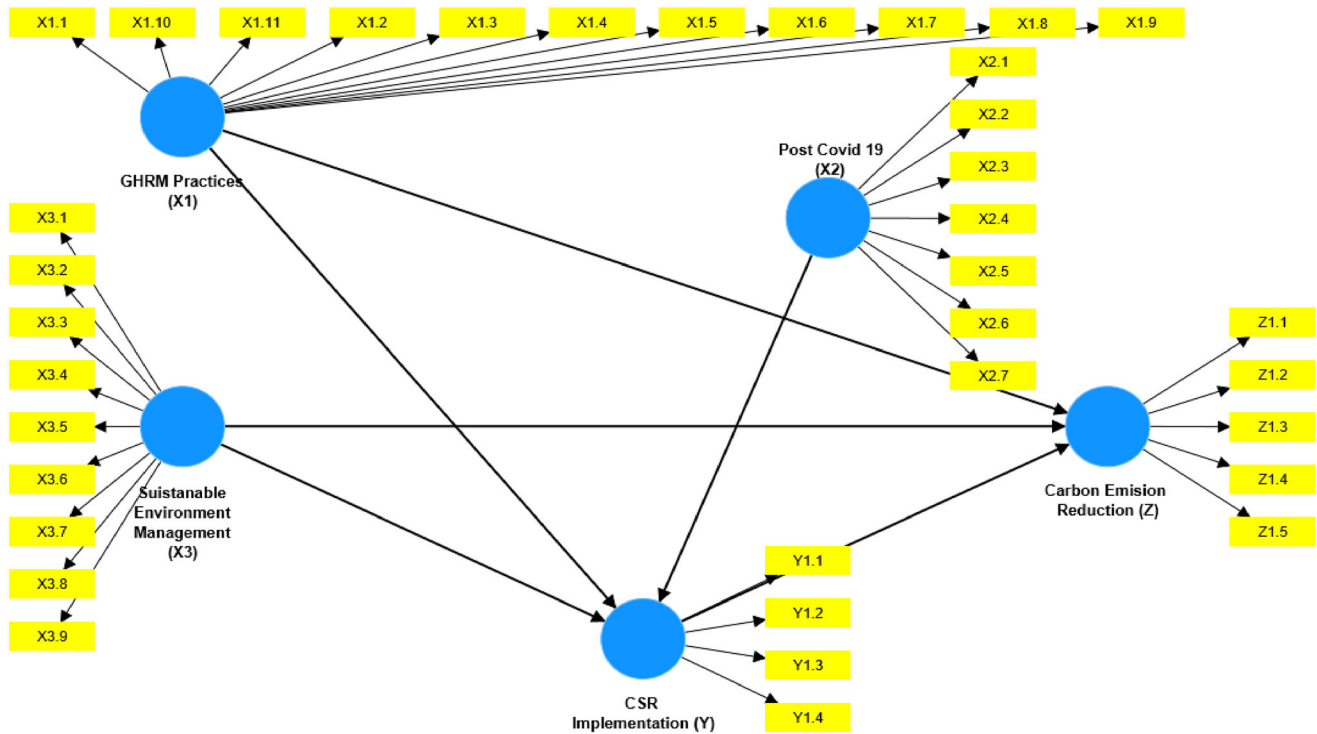 X1.1
X1.10
X1.11
X1.2
X1.3
X1.4
X1.5
X1.6
X1.7
X1.8
X1.9
GHRM Practices
(X1)
Post Covid 19
(X2)
X2.1
X2.2
X2.3
X2.4
X2.5
X2.6
X2.7
X3.1
X3.2
X3.3
X3.4
X3.5
X3.6
X3.7
X3.8
X3.9
Suistanable
Environment
Management
(X3)
Z1.1
Z1.2
Z1.3
Z1.4
Z1.5
Carbon Emision
Reduction (Z)
Y1.1
Y1.2
Y1.3
Y1.4
CSR
Implementation (Y)